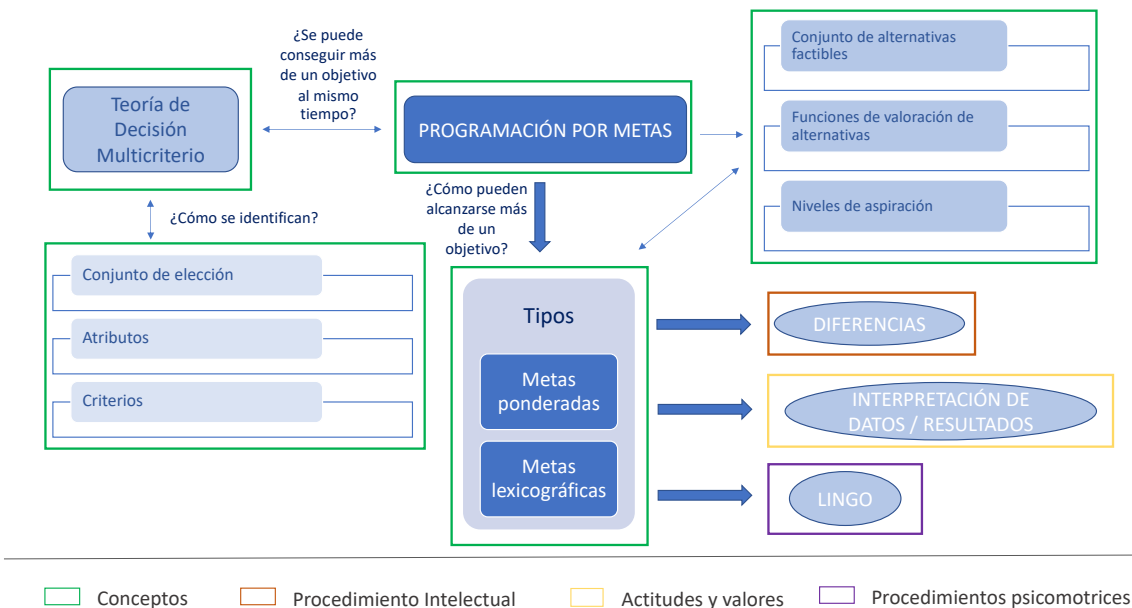 ¿Se puede
conseguir más
de un objetivo
al mismo
tiempo?
Teoría de
Decisión
Multicriterio
PROGRAMACIÓN POR METAS
Conjunto de alternativas
factibles
Funciones de valoración de
alternativas
Niveles de aspiración
¿Cómo se identifican?
¿Cómo pueden
alcanzarse más
de un
objetivo?
Conjunto de elección
Atributos
Criterios
Tipos
Metas
ponderadas
Metas
lexicográficas
DIFERENCIAS
INTERPRETACIÓN DE
DATOS / RESULTADOS
LINGO
Conceptos
Procedimiento Intelectual
Actitudes y valores
Procedimientos psicomotrices